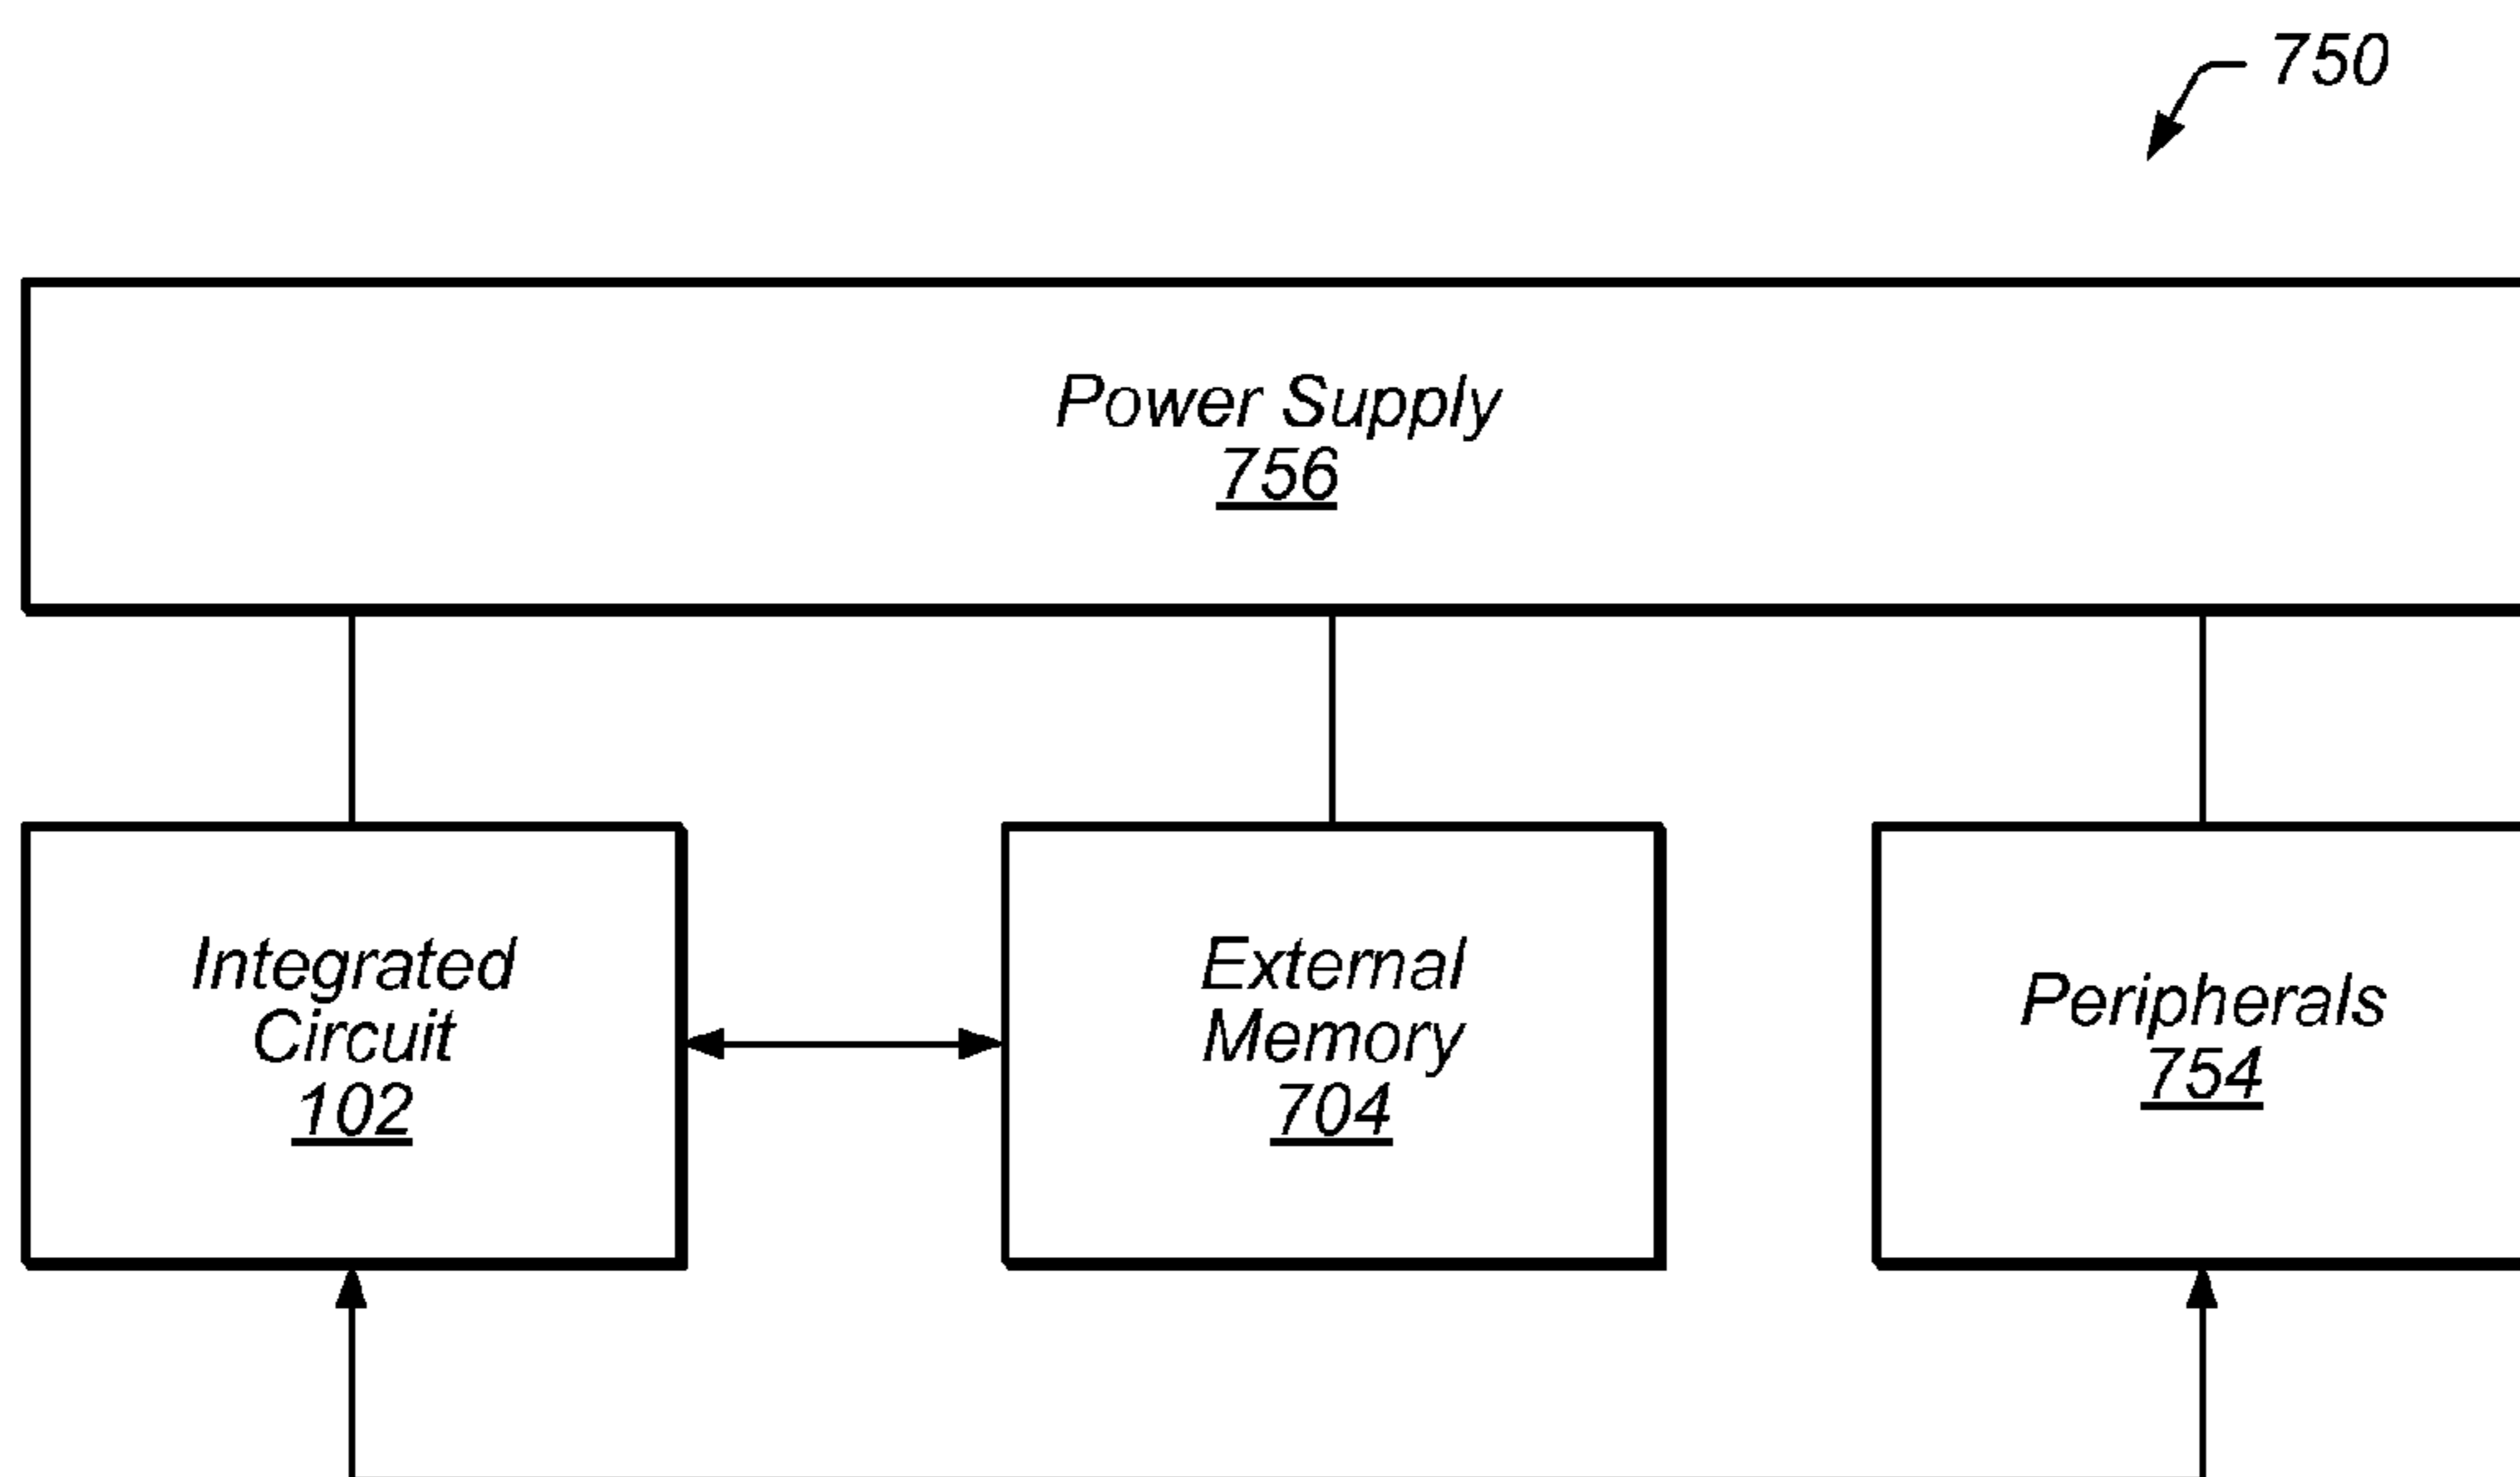 750
Power Supply
756
Integrated
Circuit
102
External
Memory
704
Peripherals
754